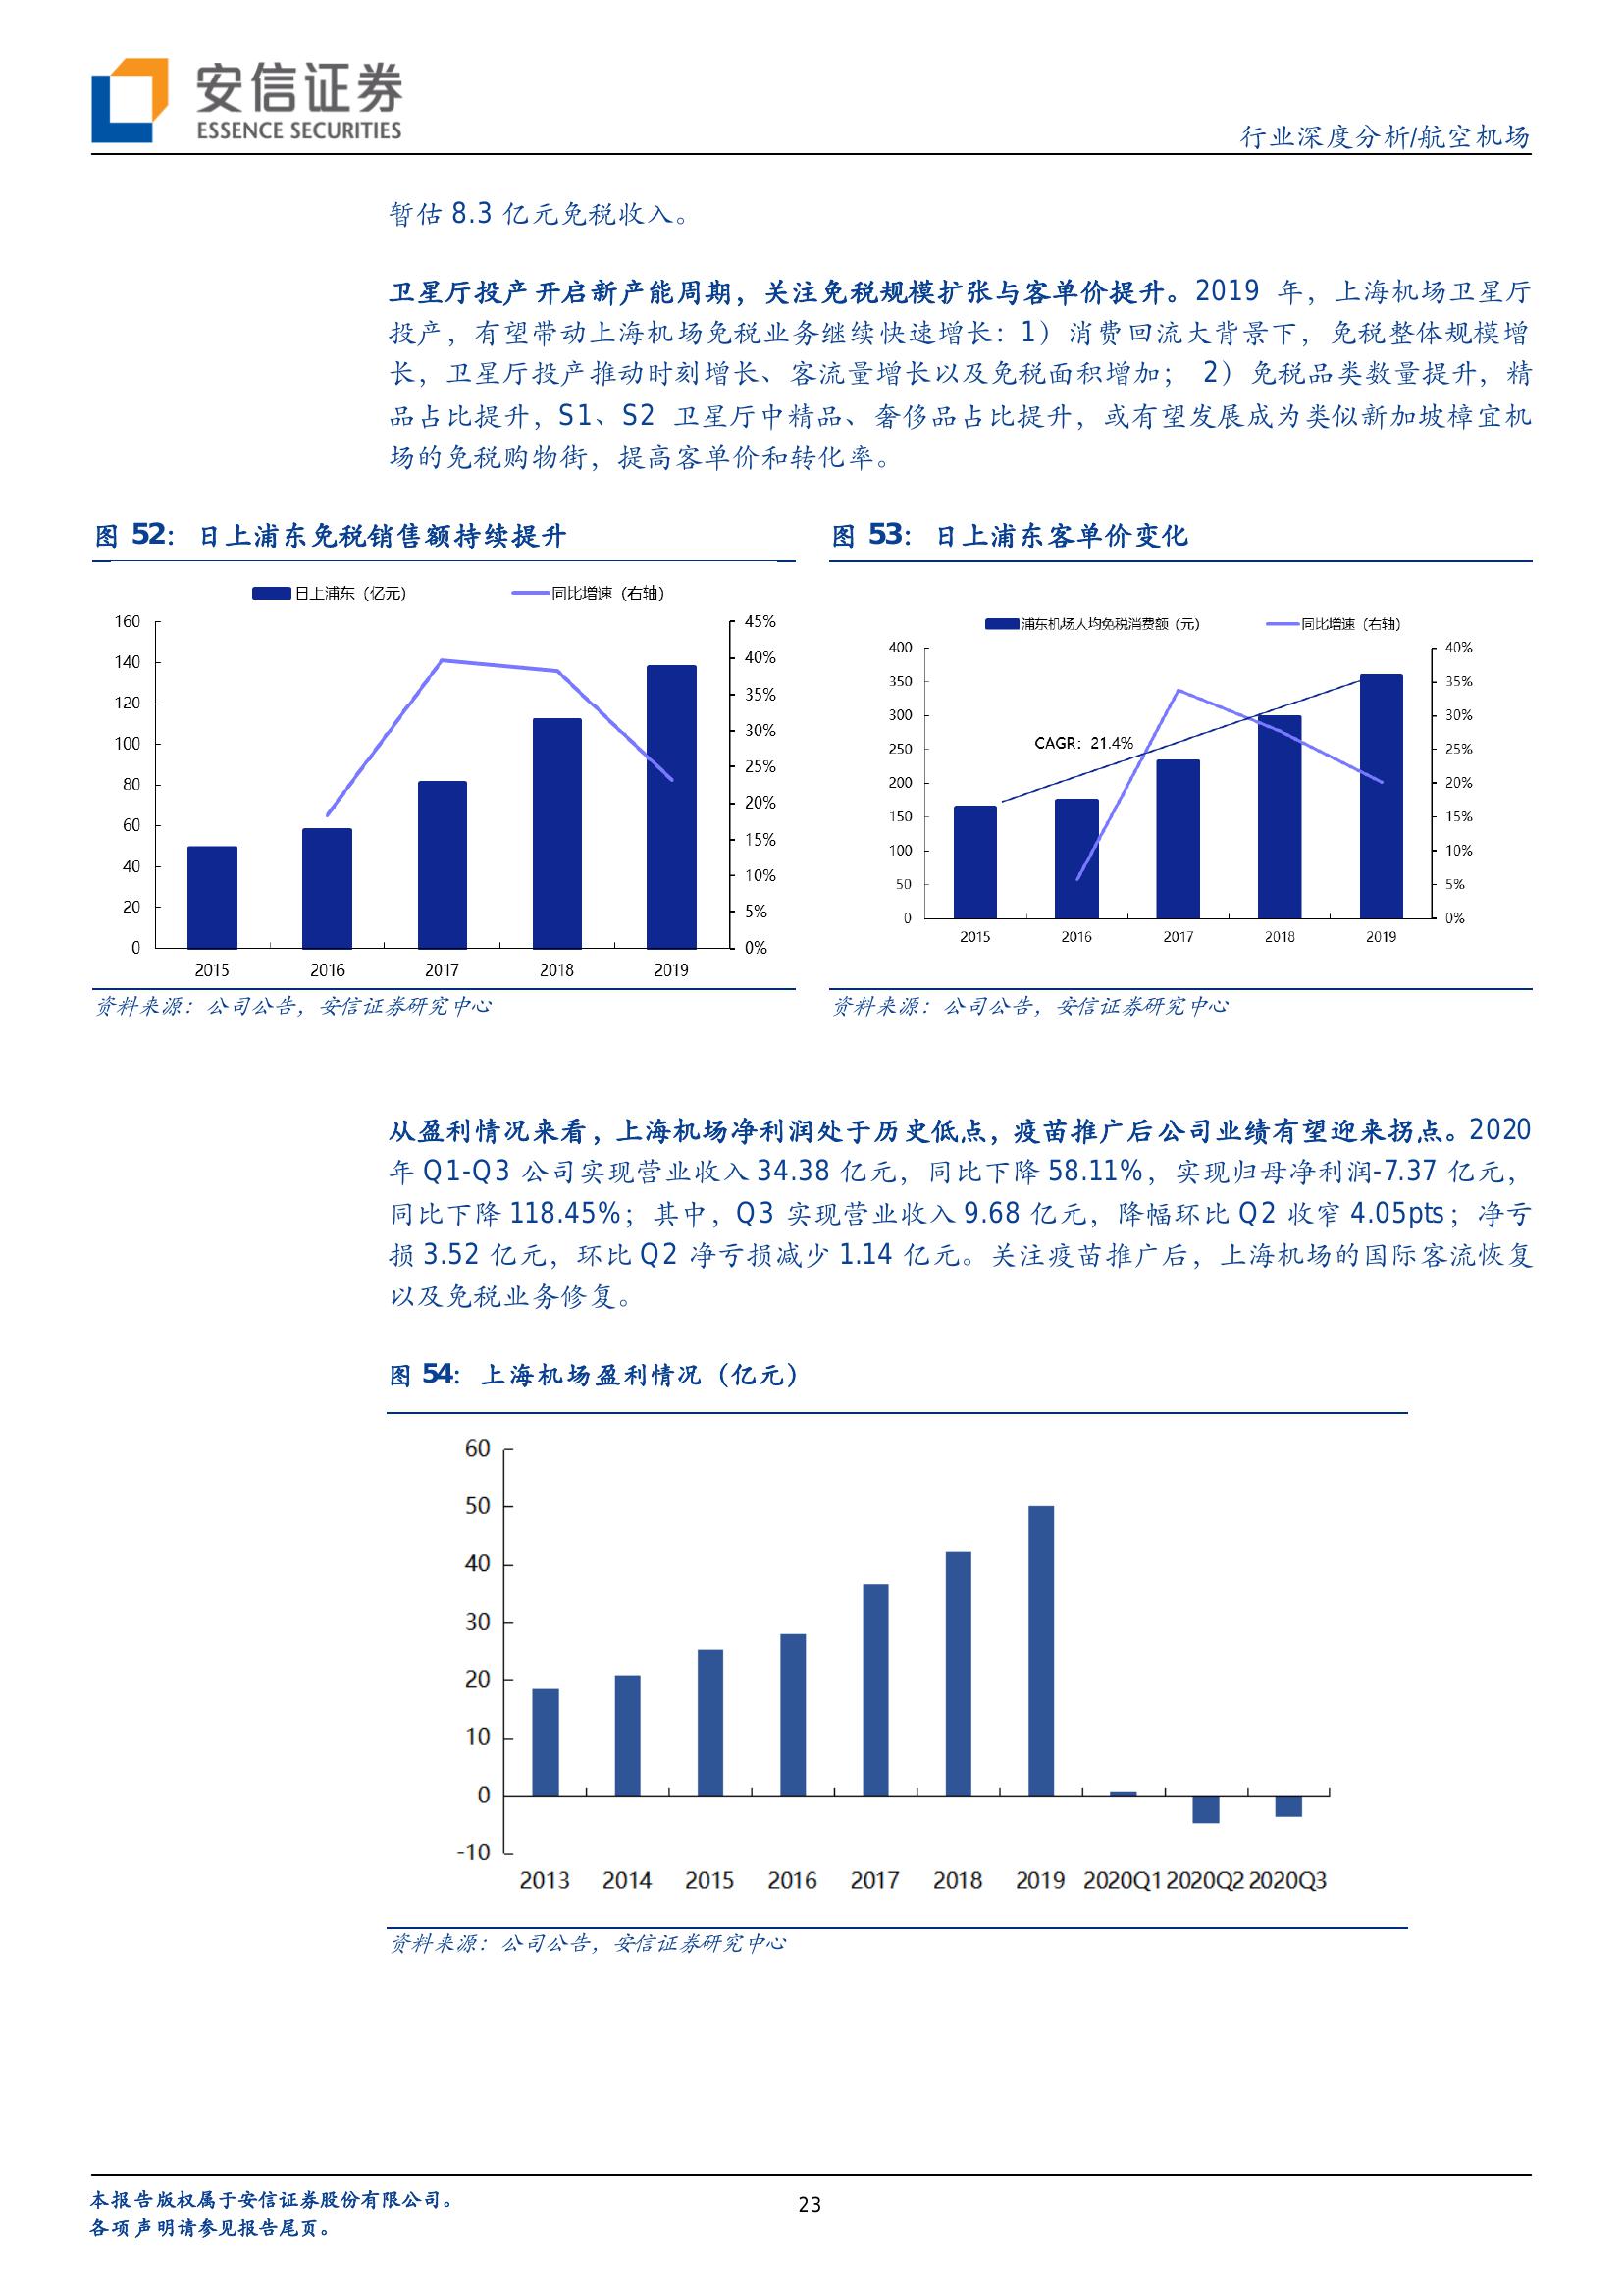 安信证券
ESSENCE SECURITIES
行业深度分析/航空机场
暂估 8.3 亿元免税收入。
卫星厅投产开启新产能周期，关注免税规模扩张与客单价提升。2019 年，上海机场卫星厅
投产，有望带动上海机场免税业务继续快速增长：1）消费回流大背景下，免税整体规模增
长，卫星厅投产推动时刻增长、客流量增长以及免税面积增加； 2）免税品类数量提升，精
品占比提升，S1、S2 卫星厅中精品、奢侈品占比提升，或有望发展成为类似新加坡樟宜机
场的免税购物街，提高客单价和转化率。
图 52：日上浦东免税销售额持续提升
日上浦东（亿元）
同比增速（右轴）
160
140
120
100
80
60
40
20
0
45%
40%
35%
30%
25%
20%
15%
10%
5%
0%
2015 2016 2017 2018 2019
资料来源：公司公告，安信证券研究中心
图 53：日上浦东客单价变化
浦东机场人均免税消费额（元）
同比增速（右轴）
400
350
300
250
200
150
100
50
0
CAGR：21.4%
40%
35%
30%
25%
20%
15%
10%
5%
0%
2015 2016 2017 2018 2019
资料来源：公司公告，安信证券研究中心
从盈利情况来看，上海机场净利润处于历史低点，疫苗推广后公司业绩有望迎来拐点。2020
年 Q1-Q3 公司实现营业收入 34.38 亿元，同比下降 58.11%，实现归母净利润-7.37 亿元，
同比下降 118.45%；其中，Q3 实现营业收入 9.68 亿元，降幅环比 Q2 收窄 4.05pts；净亏
损 3.52 亿元，环比 Q2 净亏损减少 1.14 亿元。关注疫苗推广后，上海机场的国际客流恢复
以及免税业务修复。
图 54：上海机场盈利情况（亿元）
60
50
40
30
20
10
0
-10
2013 2014 2015 2016 2017 2018 2019 2020Q1 2020Q2 2020Q3
资料来源：公司公告，安信证券研究中心
本报告版权属于安信证券股份有限公司。
各项声明请参见报告尾页。
23